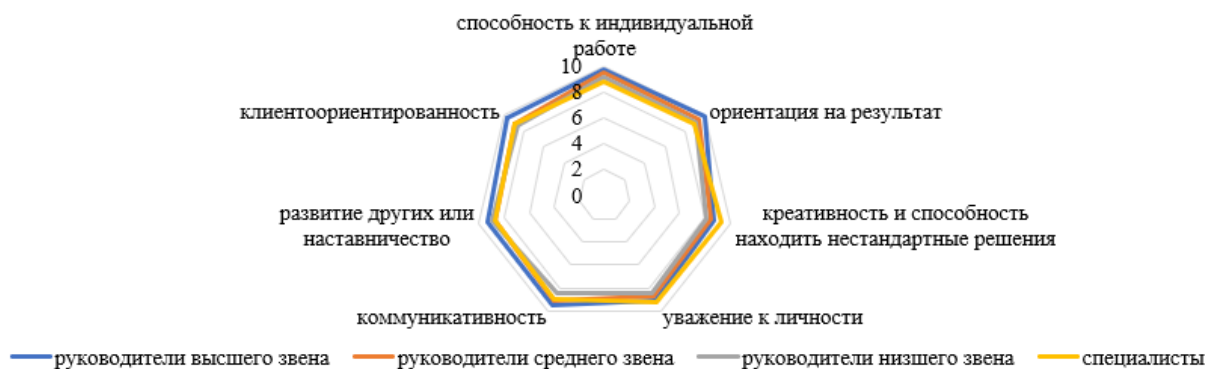 способность к индивидуальной
работе
10
8
6
4
2
0
клиентоориентированность
ориентация на результат
развитие других или
наставничество
креативность и способность
находить нестандартные решения
коммуникативность
уважение к личности
руководители высшего звена
руководители среднего звена
руководители низшего звена
специалисты